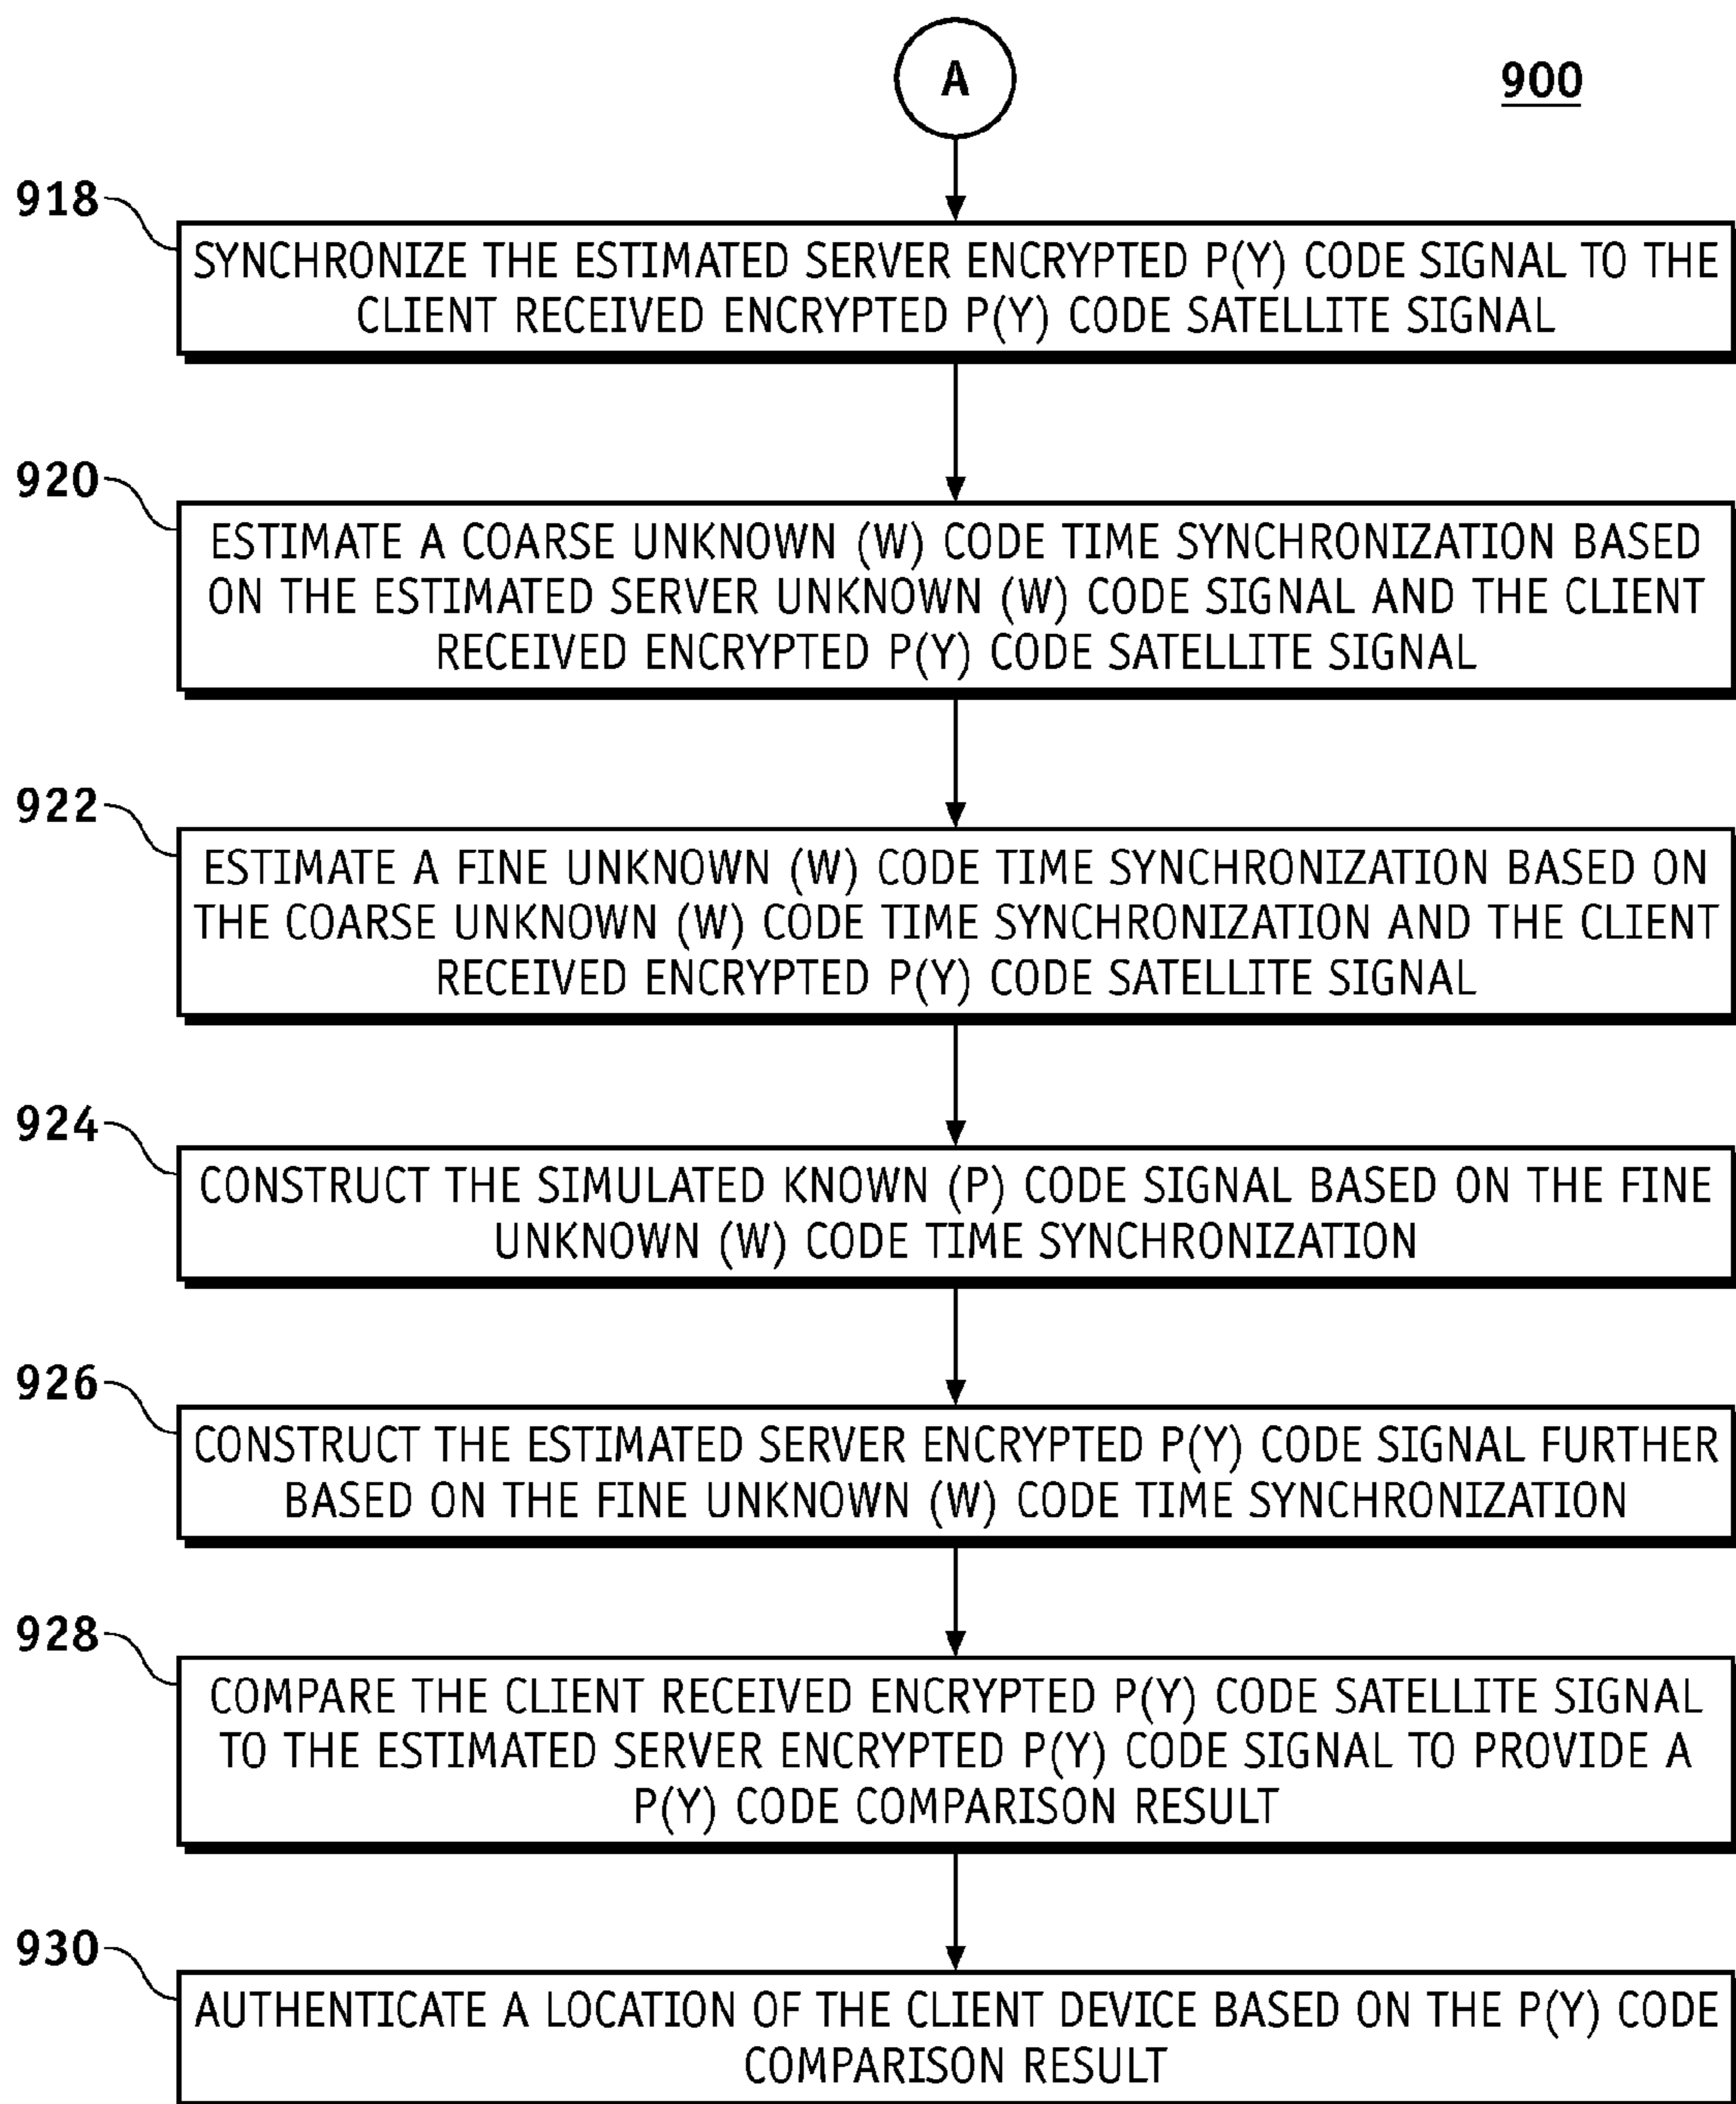 A
900
918
SYNCHRONIZE THE ESTIMATED SERVER ENCRYPTED P(Y) CODE SIGNAL TO THE
CLIENT RECEIVED ENCRYPTED P(Y) CODE SATELLITE SIGNAL
920
ESTIMATE A COARSE UNKNOWN (W) CODE TIME SYNCHRONIZATION BASED
ON THE ESTIMATED SERVER UNKNOWN (W) CODE SIGNAL AND THE CLIENT
RECEIVED ENCRYPTED P(Y) CODE SATELLITE SIGNAL
922
ESTIMATE A FINE UNKNOWN (W) CODE TIME SYNCHRONIZATION BASED ON
THE COARSE UNKNOWN (W) CODE TIME SYNCHRONIZATION AND THE CLIENT
RECEIVED ENCRYPTED P(Y) CODE SATELLITE SIGNAL
924
CONSTRUCT THE SIMULATED KNOWN (P) CODE SIGNAL BASED ON THE FINE
UNKNOWN (W) CODE TIME SYNCHRONIZATION
926
CONSTRUCT THE ESTIMATED SERVER ENCRYPTED P(Y) CODE SIGNAL FURTHER
BASED ON THE FINE UNKNOWN (W) CODE TIME SYNCHRONIZATION
928
COMPARE THE CLIENT RECEIVED ENCRYPTED P(Y) CODE SATELLITE SIGNAL
TO THE ESTIMATED SERVER ENCRYPTED P(Y) CODE SIGNAL TO PROVIDE A
P(Y) CODE COMPARISON RESULT
930
AUTHENTICATE A LOCATION OF THE CLIENT DEVICE BASED ON THE P(Y) CODE
COMPARISON RESULT